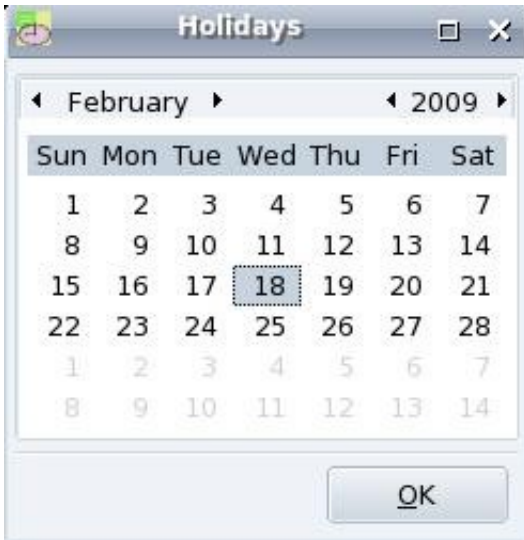 Holidays
February 2009
Sun Mon Tue Wed Thu Fri Sat
1 2 3 4 5 6 7
8 9 10 11 12 13 14
15 16 17 18 19 20 21
22 23 24 25 26 27 28
1 2 3 4 5 6 7
8 9 10 11 12 13 14
OK